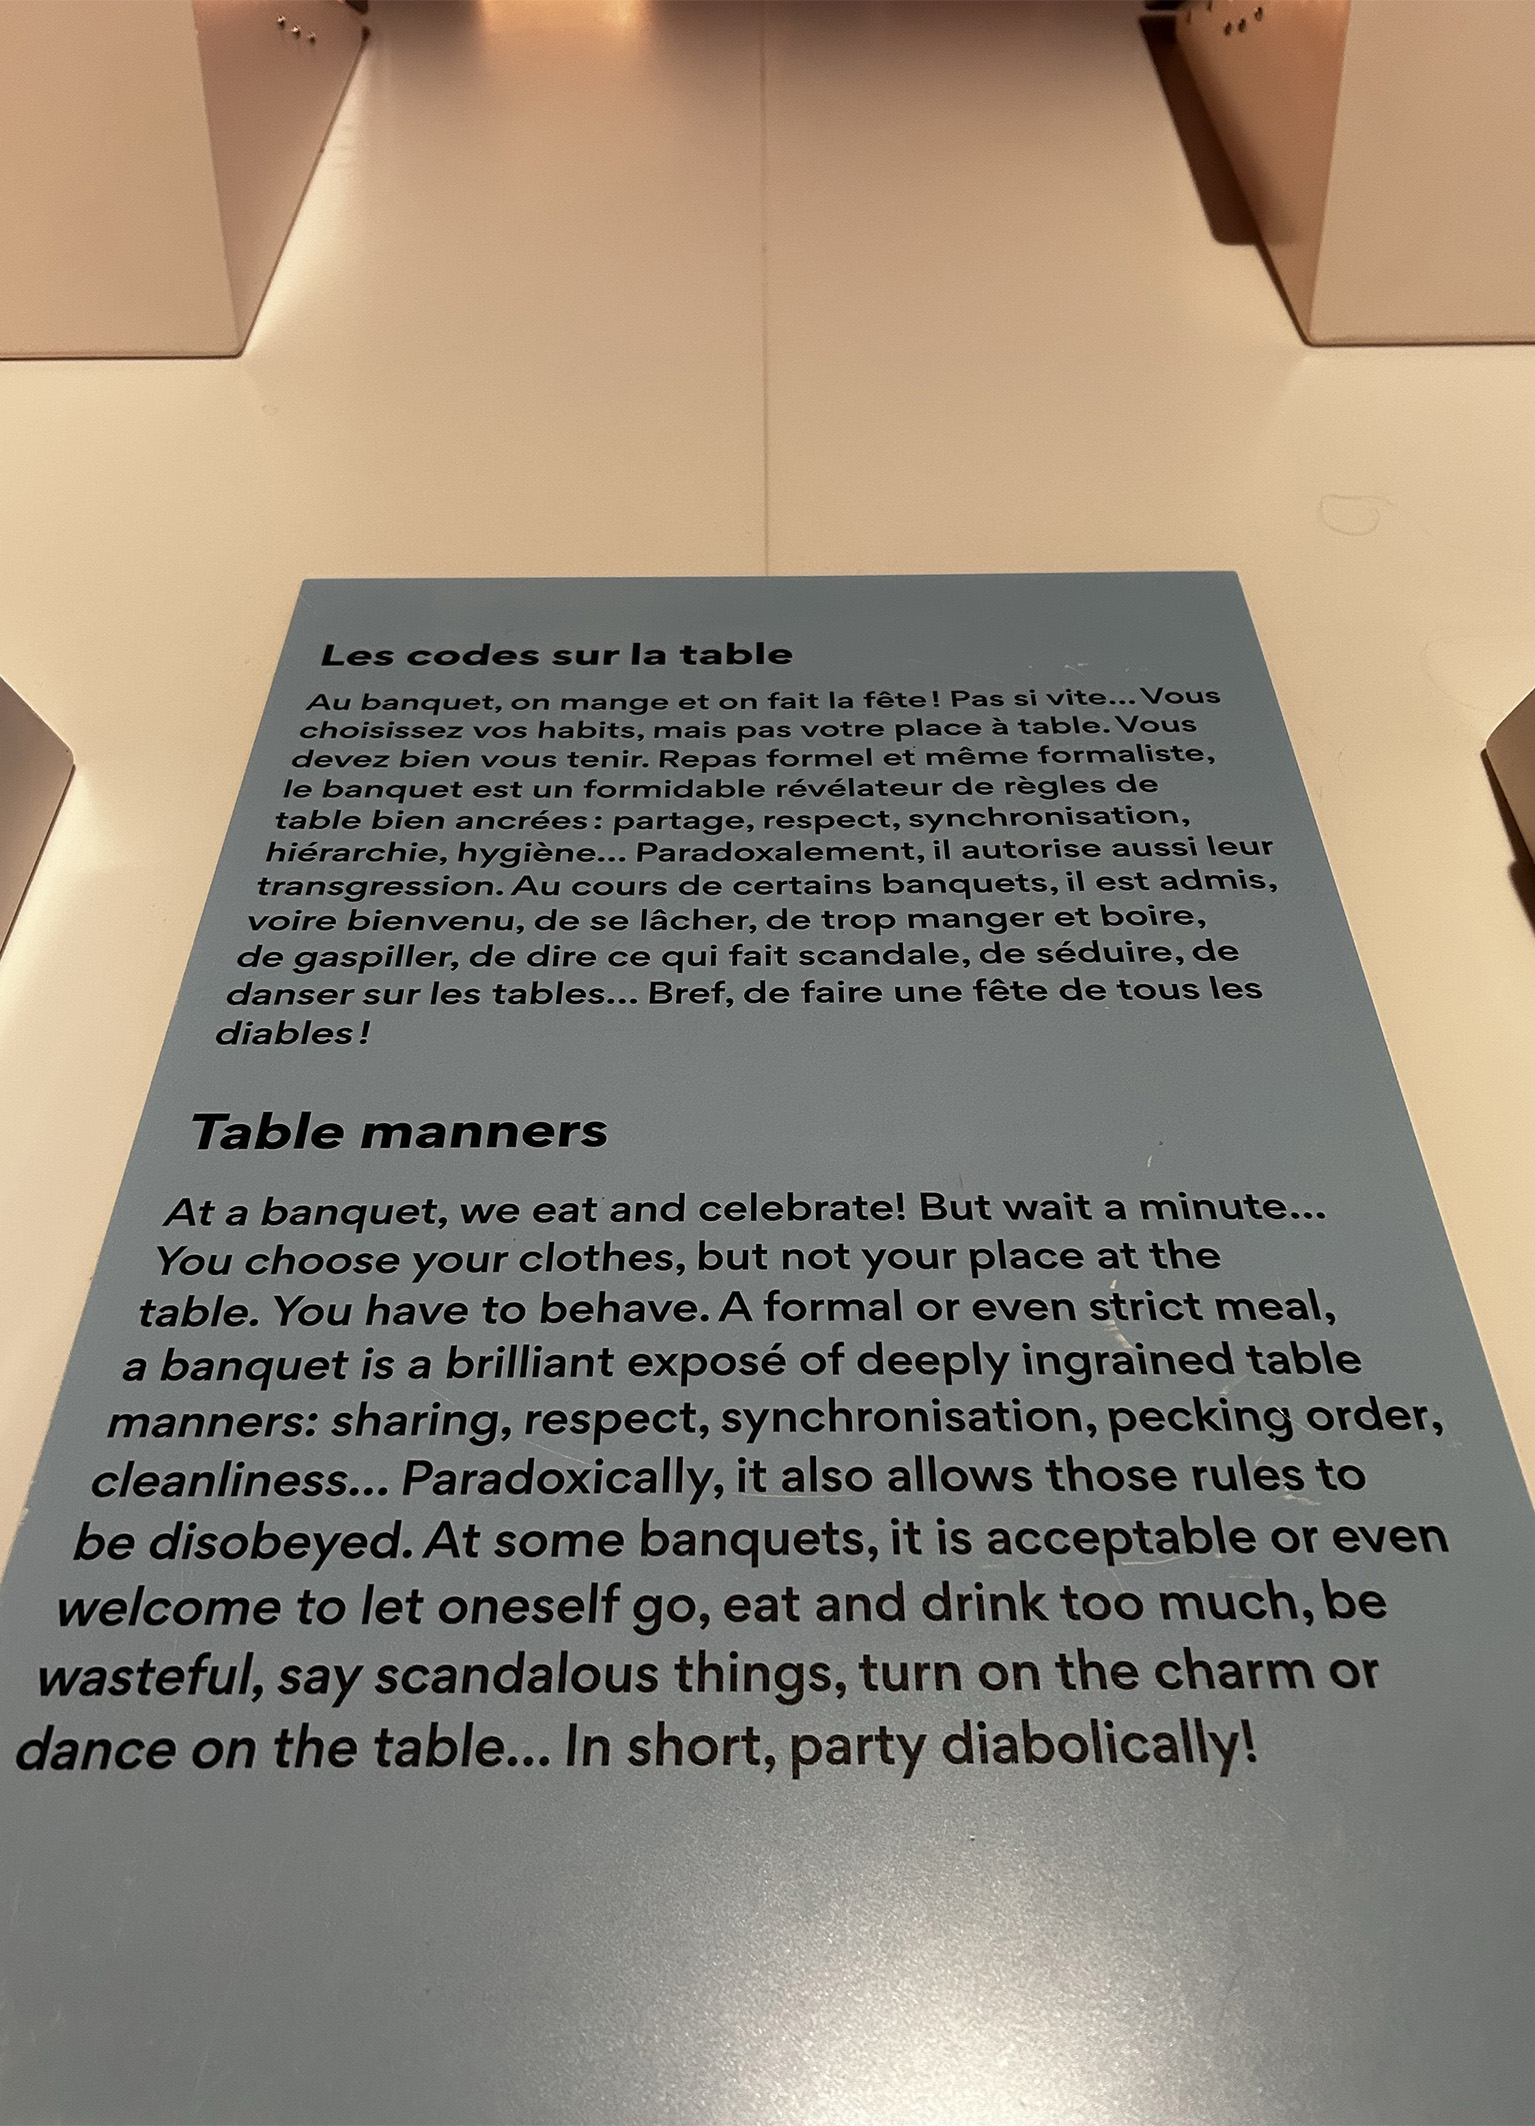 Les codes sur la table
Au banquet, on mange et on fait la fête ! Pas si vite... Vous
choisissez vos habits, mais pas votre place à table. Vous
devez bien vous tenir. Repas formel et même formaliste,
le banquet est un formidable révélateur de règles de
table bien ancrées : partage, respect, synchronisation,
hiérarchie, hygiène... Paradoxalement, il autorise aussi leur
transgression. Au cours de certains banquets, il est admis,
voire bienvenu, de se lâcher, de trop manger et boire,
de gaspiller, de dire ce qui fait scandale, de séduire, de
danser sur les tables... Bref, de faire une fête de tous les
diables !
Table manners
At a banquet, we eat and celebrate! But wait a minute...
You choose your clothes, but not your place at the
table. You have to behave. A formal or even strict meal,
a banquet is a brilliant exposé of deeply ingrained table
manners: sharing, respect, synchronisation, pecking order,
cleanliness... Paradoxically, it also allows those rules to
be disobeyed. At some banquets, it is acceptable or even
welcome to let oneself go, eat and drink too much, be
wasteful, say scandalous things, turn on the charm or
dance on the table... In short, party diabolically!